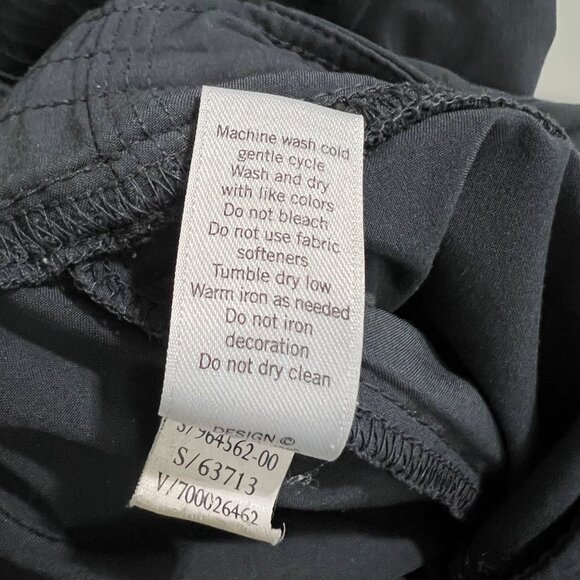 Machine wash cold
gentle cycle
Wash and dry
with like colors
Do not bleach
Do not use fabric
softeners
Tumble dry low
Warm iron as needed
Do not iron
decoration
Do not dry clean
DESIGN ©
S/964562-00
S/63713
V/700026462